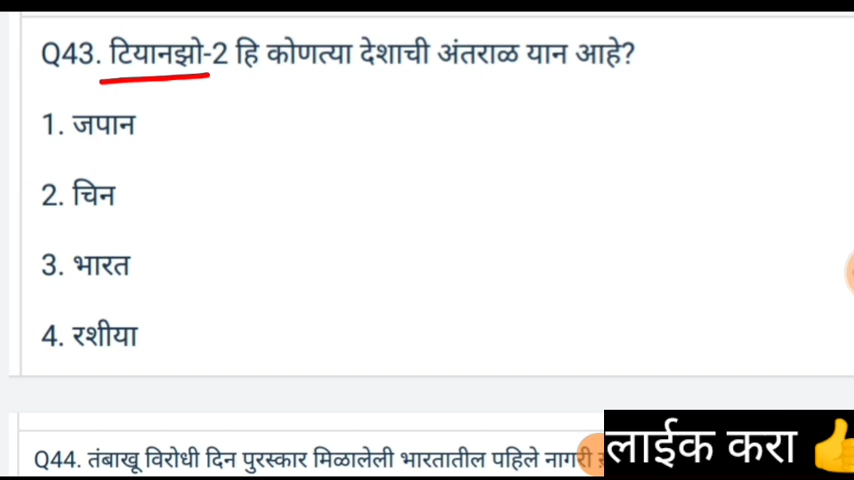 Q43. टियानझो-2 हि कोणत्या देशाची अंतराळ यान आहे?
1. जपान
2. चिन
3. भारत
4. रशीया
Q44. तंबाखू विरोधी दिन पुरस्कार मिळालेली भारतातील पहिले नागरी
लाईक करा